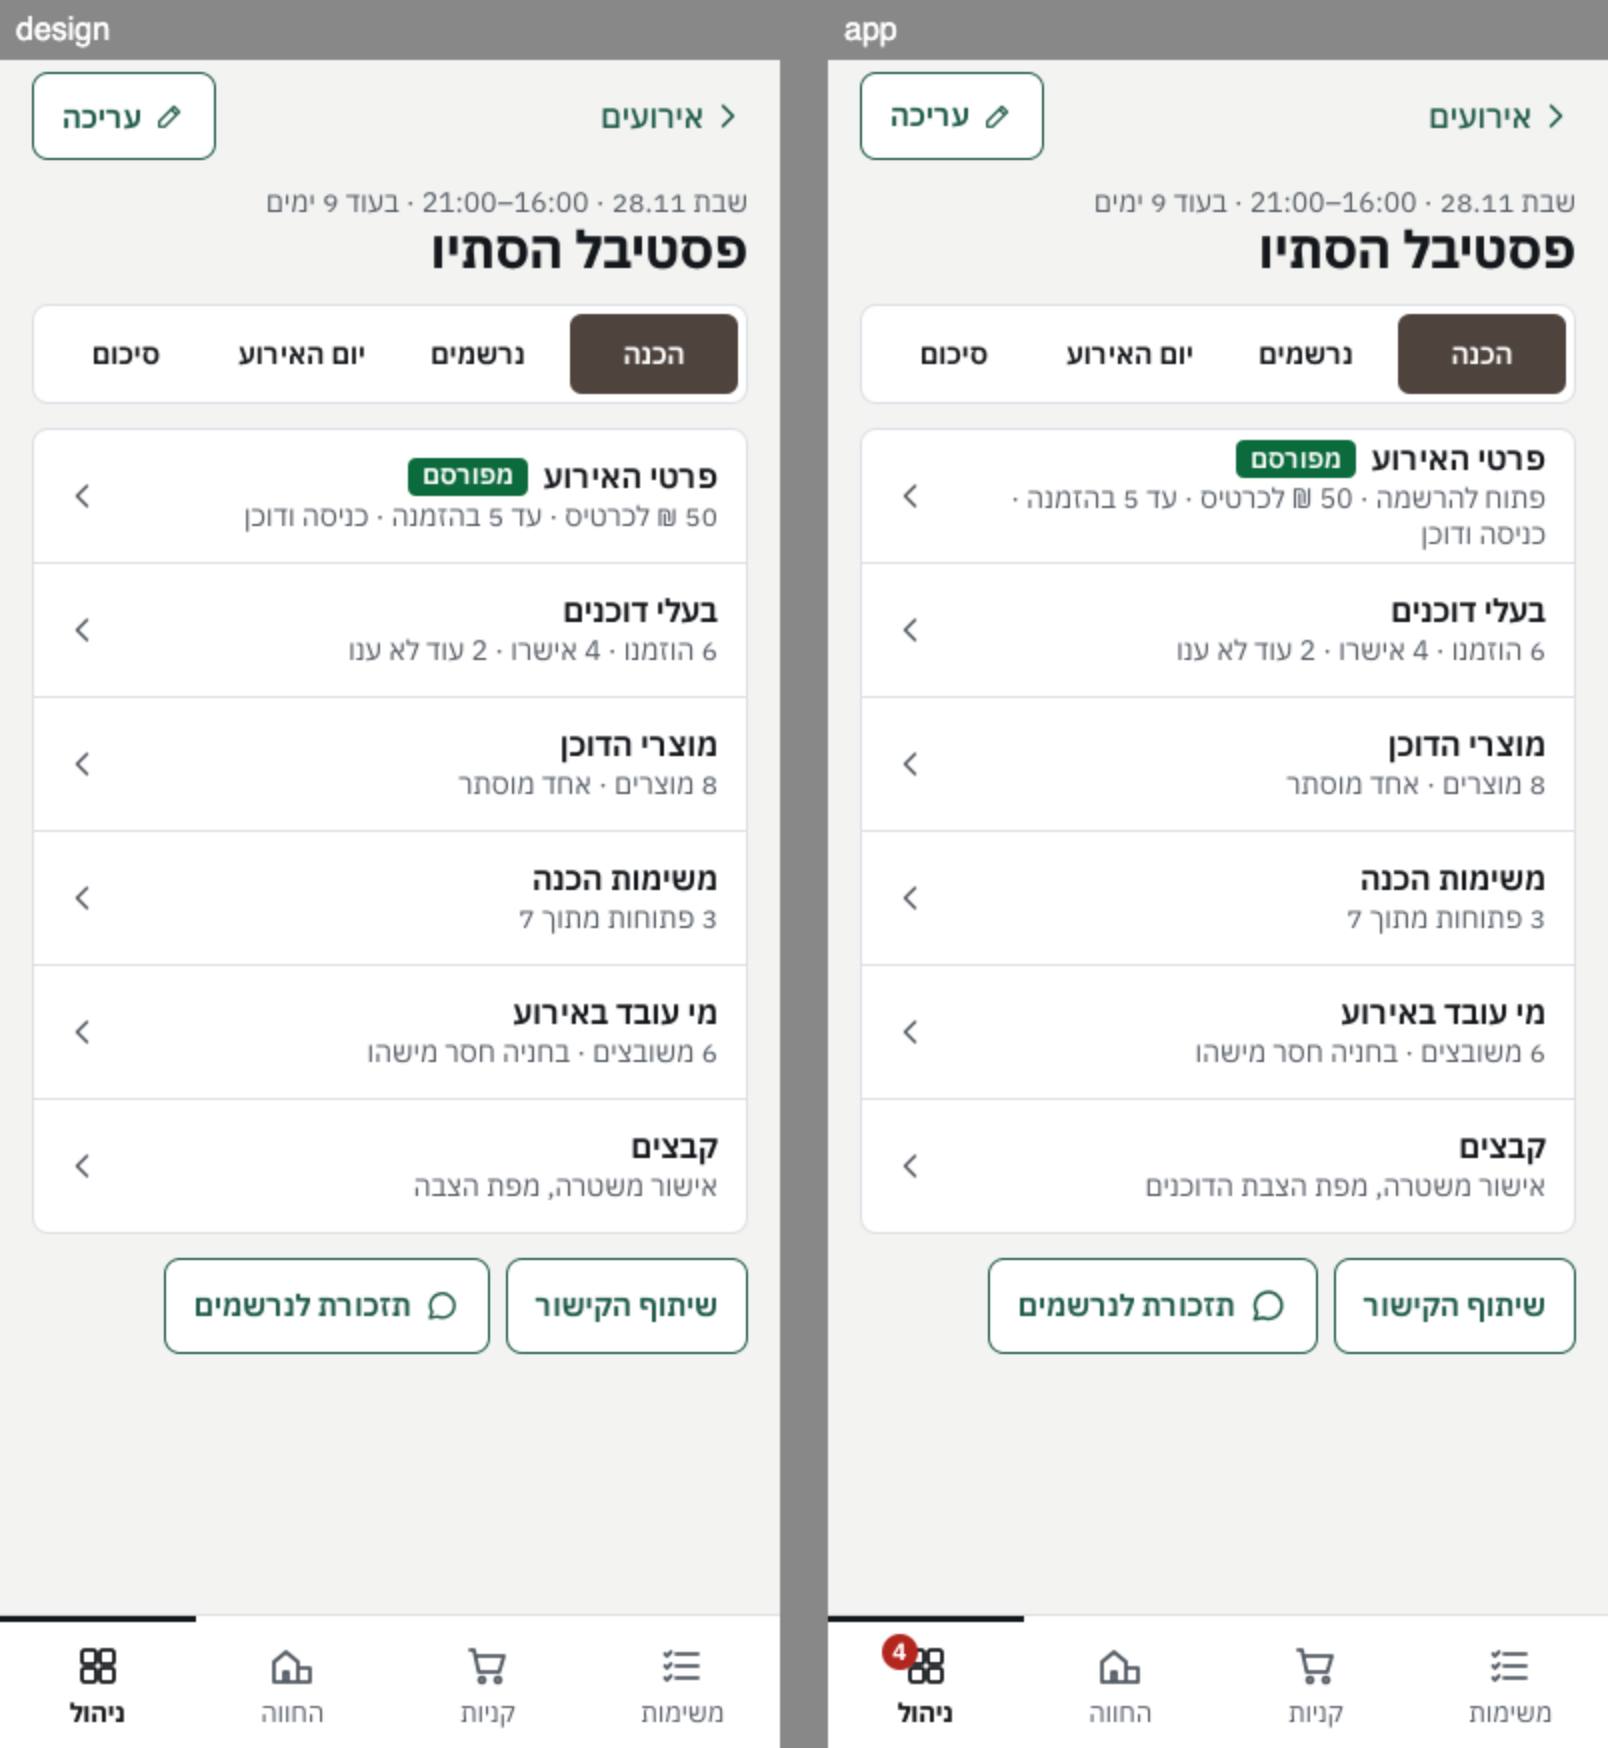 design
אירועים
עריכה
שבת 28.11 · 16:00–21:00 · בעוד 9 ימים
פסטיבל הסתיו
הכנה
נרשמים
יום האירוע
סיכום
פרטי האירוע מפורסם
50 ₪ לכרטיס · עד 5 בהזמנה · כניסה ודוכן
בעלי דוכנים
6 הוזמנו · 4 אישרו · 2 עוד לא ענו
מוצרי הדוכן
8 מוצרים · אחד מוסתר
משימות הכנה
3 פתוחות מתוך 7
מי עובד באירוע
6 משובצים · בחניה חסר מישהו
קבצים
אישור משטרה, מפת הצבה
שיתוף הקישור
תזכורת לנרשמים
משימות
קניות
החווה
ניהול
app
אירועים
עריכה
שבת 28.11 · 16:00–21:00 · בעוד 9 ימים
פסטיבל הסתיו
הכנה
נרשמים
יום האירוע
סיכום
פרטי האירוע מפורסם
פתוח להרשמה · 50 ₪ לכרטיס · עד 5 בהזמנה ·
כניסה ודוכן
בעלי דוכנים
6 הוזמנו · 4 אישרו · 2 עוד לא ענו
מוצרי הדוכן
8 מוצרים · אחד מוסתר
משימות הכנה
3 פתוחות מתוך 7
מי עובד באירוע
6 משובצים · בחניה חסר מישהו
קבצים
אישור משטרה, מפת הצבת הדוכנים
שיתוף הקישור
תזכורת לנרשמים
משימות
קניות
החווה
4
ניהול